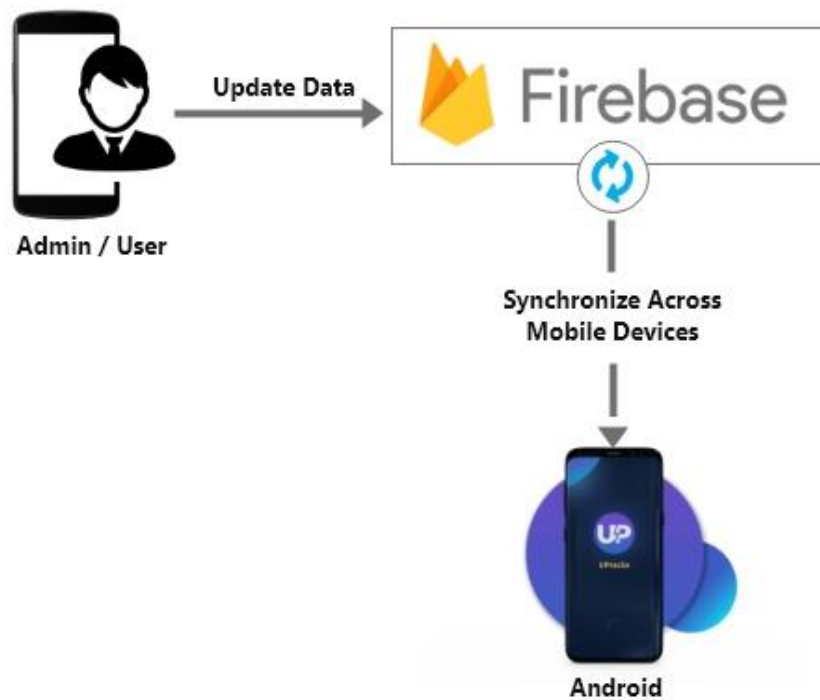 Update Data
Firebase
Admin / User
Synchronize Across
Mobile Devices
UP
Android